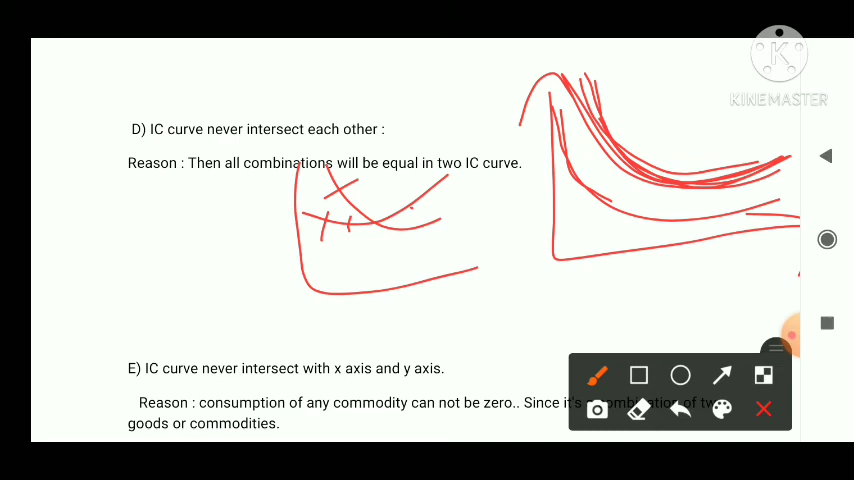 KINEMASTER
D) IC curve never intersect each other :
Reason : Then all combinations will be equal in two IC curve.
E) IC curve never intersect with x axis and y axis.
Reason : consumption of any commodity can not be zero.. Since it's a combination of
goods or commodities.